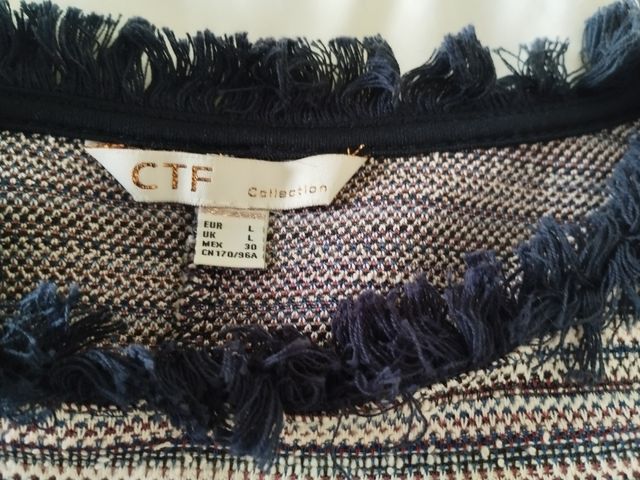 CTF
Collection
EUR L
UK L
MEX 30
CN 170/96A